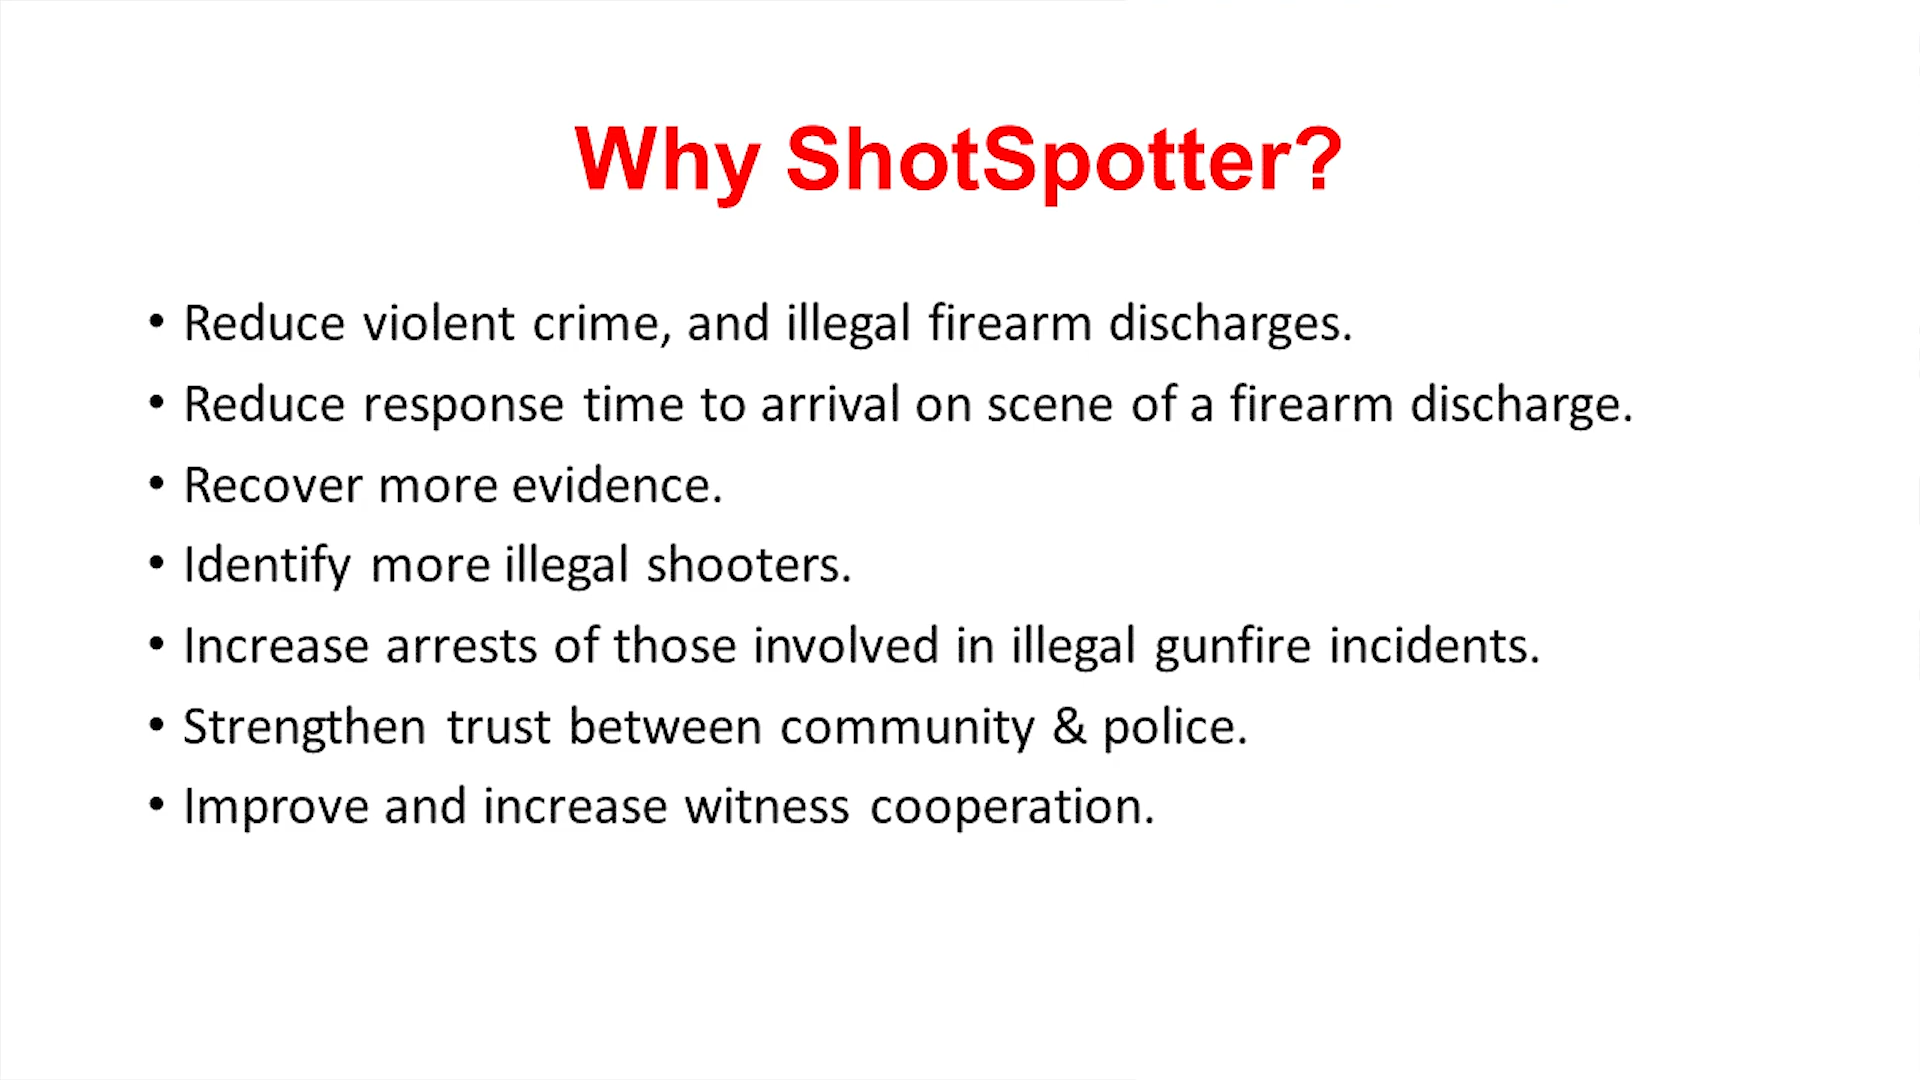 Why ShotSpotter?
• Reduce violent crime, and illegal firearm discharges.
• Reduce response time to arrival on scene of a firearm discharge.
• Recover more evidence.
• Identify more illegal shooters.
• Increase arrests of those involved in illegal gunfire incidents.
• Strengthen trust between community & police.
• Improve and increase witness cooperation.